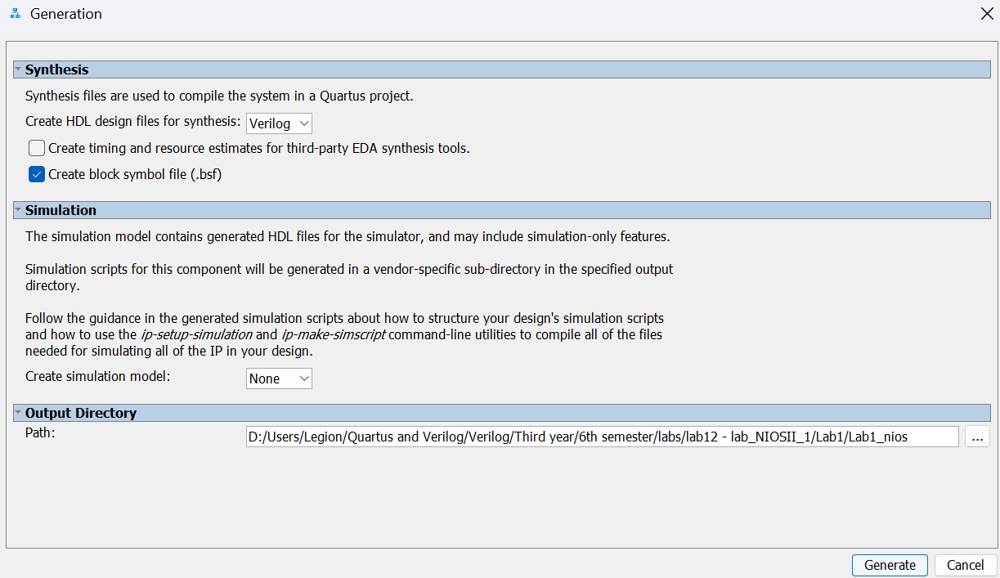 Generation
Synthesis
Synthesis files are used to compile the system in a Quartus project.
Create HDL design files for synthesis: Verilog
Create timing and resource estimates for third-party EDA synthesis tools.
Create block symbol file (.bsf)
Simulation
The simulation model contains generated HDL files for the simulator, and may include simulation-only features.
Simulation scripts for this component will be generated in a vendor-specific sub-directory in the specified output
directory.
Follow the guidance in the generated simulation scripts about how to structure your design's simulation scripts
and how to use the ip-setup-simulation and ip-make-simscript command-line utilities to compile all of the files
needed for simulating all of the IP in your design.
Create simulation model: None
Output Directory
Path: D:/Users/Legion/Quartus and Verilog/Verilog/Third year/6th semester/labs/lab12 - lab_NIOSII_1/Lab1/Lab1_nios ...
Generate Cancel